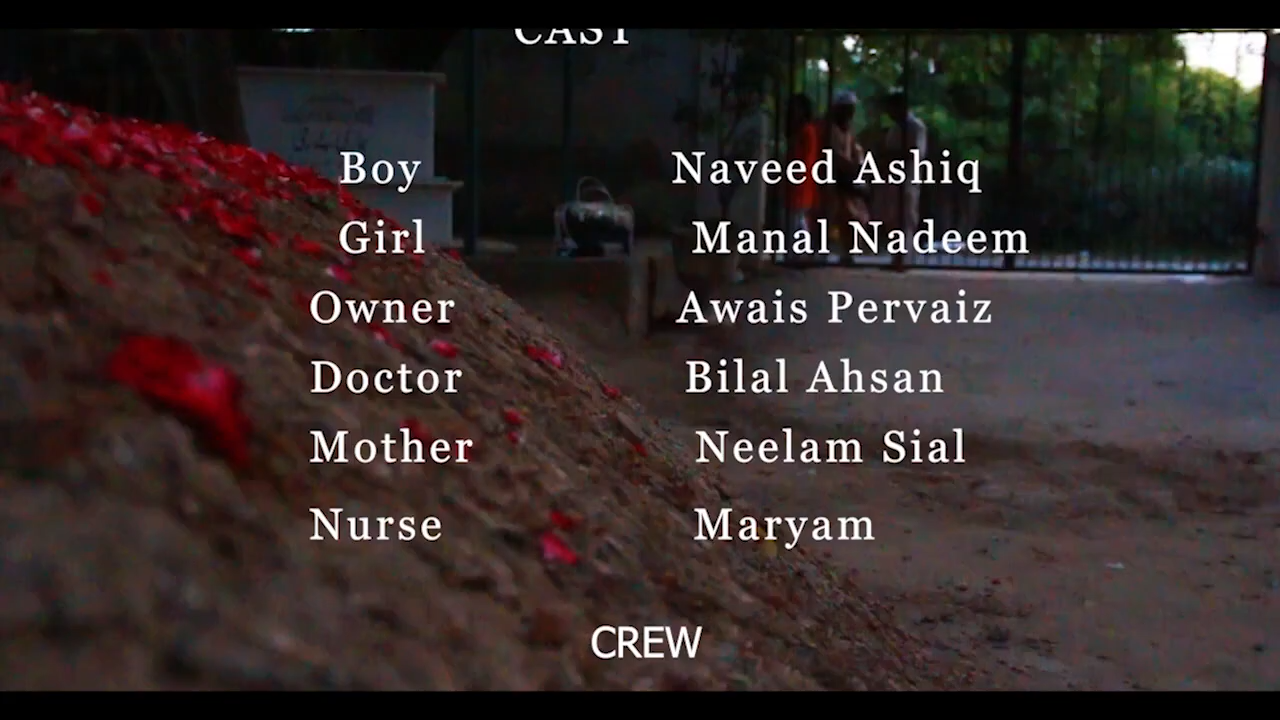 CAST
Boy Naveed Ashiq
Girl Manal Nadeem
Owner Awais Pervaiz
Doctor Bilal Ahsan
Mother Neelam Sial
Nurse Maryam
CREW